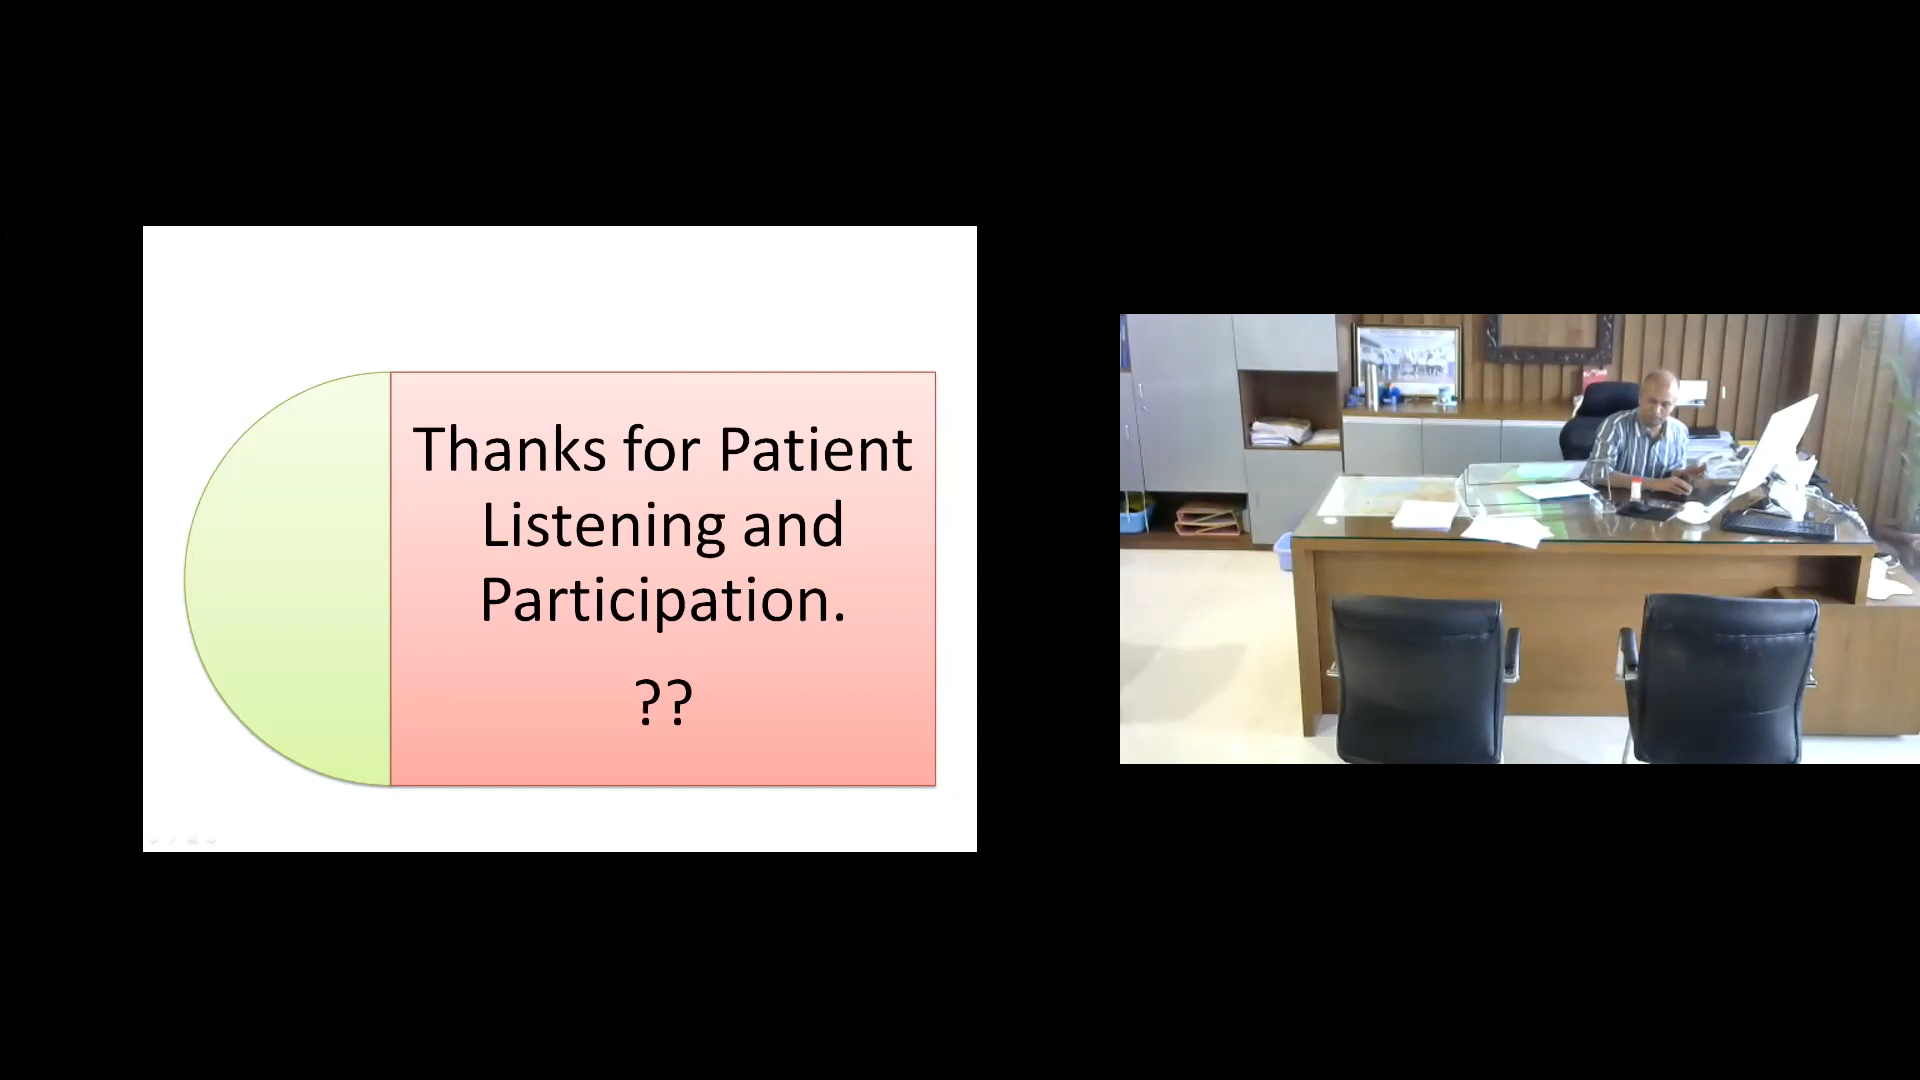 Thanks for Patient
Listening and
Participation.
??